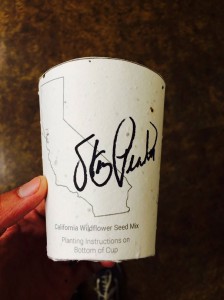 California Wildflower Seed Mix
Planting Instructions on
Bottom of Cup